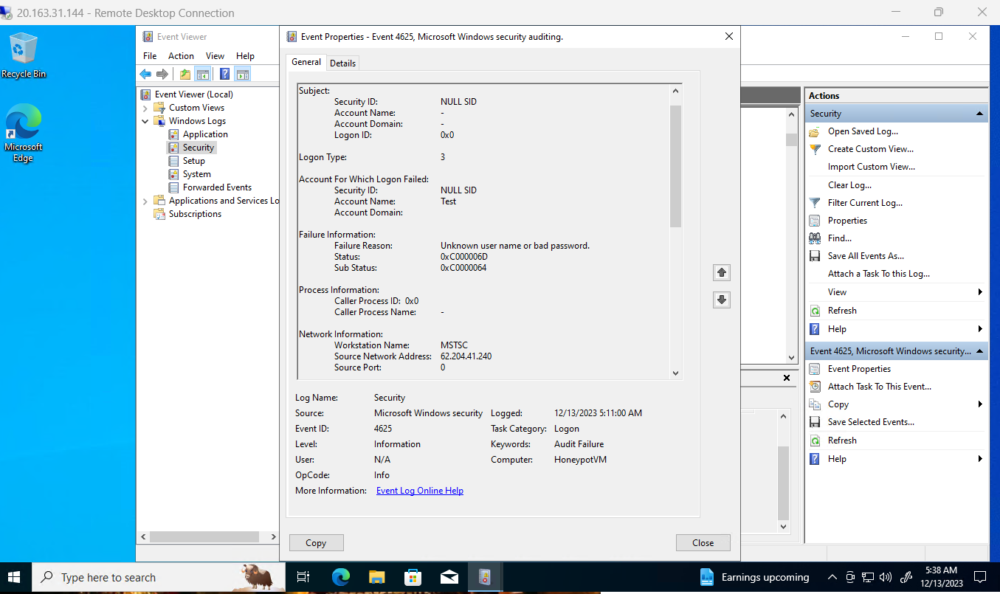 20.163.31.144 - Remote Desktop Connection
Recycle Bin
Microsoft
Edge
Event Viewer
File Action View Help
Event Viewer (Local)
Custom Views
Windows Logs
Application
Security
Setup
System
Forwarded Events
Applications and Services Lo
Subscriptions
Event Properties - Event 4625, Microsoft Windows security auditing.
General Details
Subject:
Security ID: NULL SID
Account Name: -
Account Domain: -
Logon ID: 0x0
Logon Type: 3
Account For Which Logon Failed:
Security ID: NULL SID
Account Name: Test
Account Domain:
Failure Information:
Failure Reason: Unknown user name or bad password.
Status: 0xC000006D
Sub Status: 0xC0000064
Process Information:
Caller Process ID: 0x0
Caller Process Name: -
Network Information:
Workstation Name: MSTSC
Source Network Address: 62.204.41.240
Source Port: 0
Log Name: Security
Source: Microsoft Windows security Logged: 12/13/2023 5:11:00 AM
Event ID: 4625 Task Category: Logon
Level: Information Keywords: Audit Failure
User: N/A Computer: HoneypotVM
OpCode: Info
More Information: Event Log Online Help
Copy Close
Actions
Security
Open Saved Log...
Create Custom View...
Import Custom View...
Clear Log...
Filter Current Log...
Properties
Find...
Save All Events As...
Attach a Task To this Log...
View
Refresh
Help
Event 4625, Microsoft Windows security...
Event Properties
Attach Task To This Event...
Copy
Save Selected Events...
Refresh
Help
Type here to search
Earnings upcoming
5:38 AM
12/13/2023